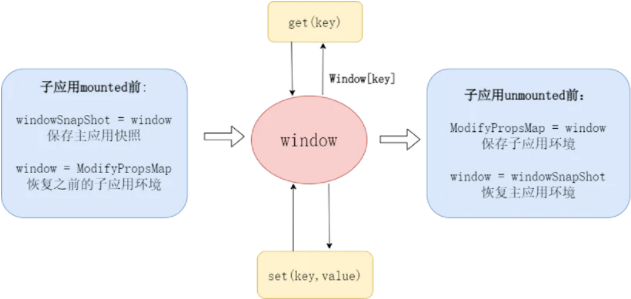 get(key)
Window[key]
子应用mounted前:
windowSnapShot = window
保存主应用快照
window = ModifyPropsMap
恢复之前的子应用环境
window
子应用unmounted前：
ModifyPropsMap = window
保存子应用环境
window = windowSnapShot
恢复主应用环境
set(key,value)